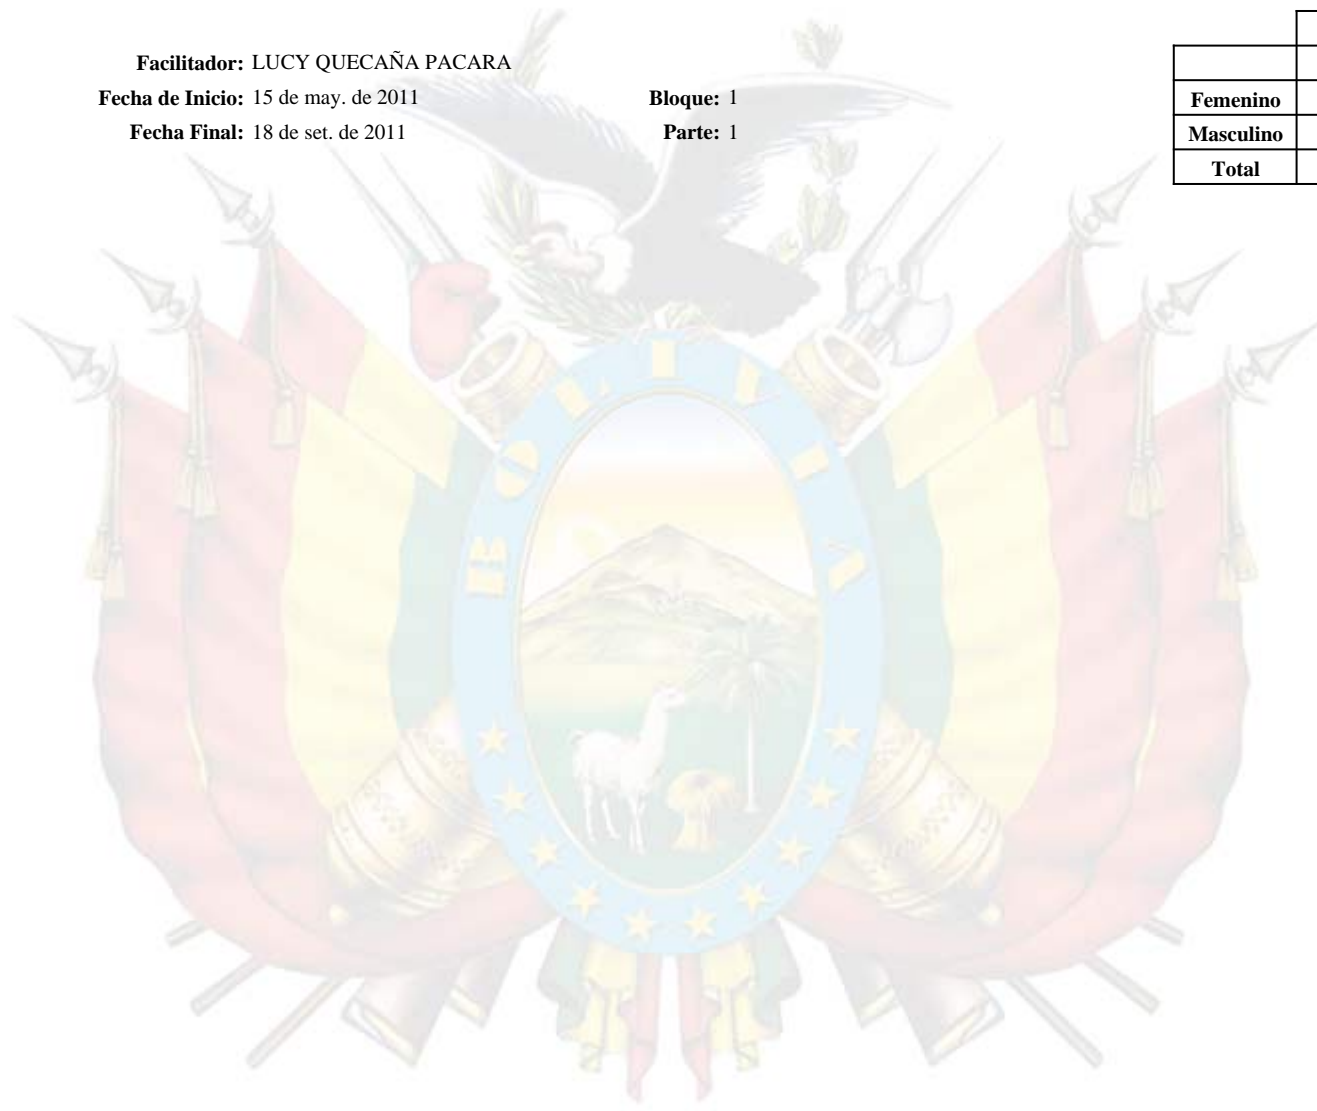 Facilitador: LUCY QUECAÑA PACARA
Fecha de Inicio: 15 de may. de 2011 Bloque: 1
Fecha Final: 18 de set. de 2011 Parte: 1
Femenino
Masculino
Total
BOLIVIA